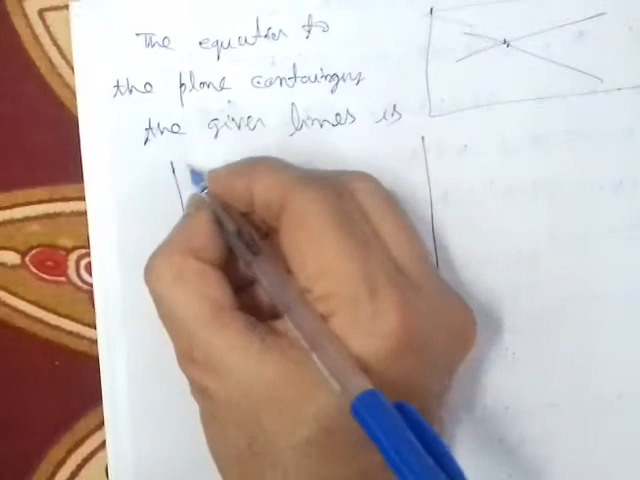 The equation to
the plane containing
the given lines is